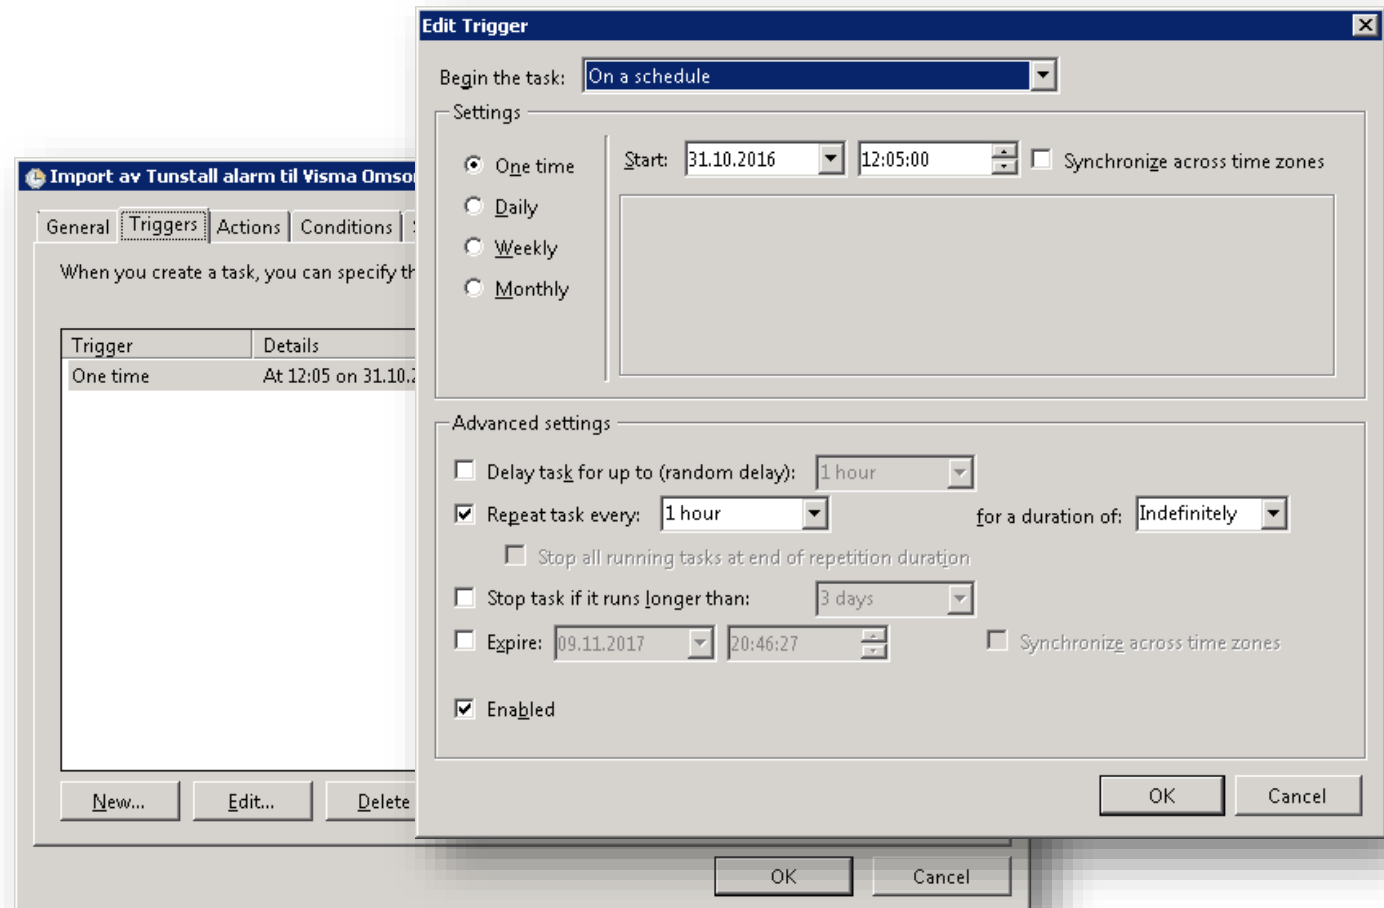 Edit Trigger
Begin the task: On a schedule
Settings
One time
Daily
Weekly
Monthly
Start: 31.10.2016 12:05:00 Synchronize across time zones
Advanced settings
Delay task for up to (random delay): 1 hour
Repeat task every: 1 hour for a duration of: Indefinitely
Stop all running tasks at end of repetition duration
Stop task if it runs longer than: 3 days
Expire: 09.11.2017 20:46:27 Synchronize across time zones
Enabled
OK Cancel
Import av Tunstall alarm til Visma
General Triggers Actions Conditions
When you create a task, you can specify
Trigger Details
One time At 12:05 on 31.10.
New... Edit... Delete
OK Cancel